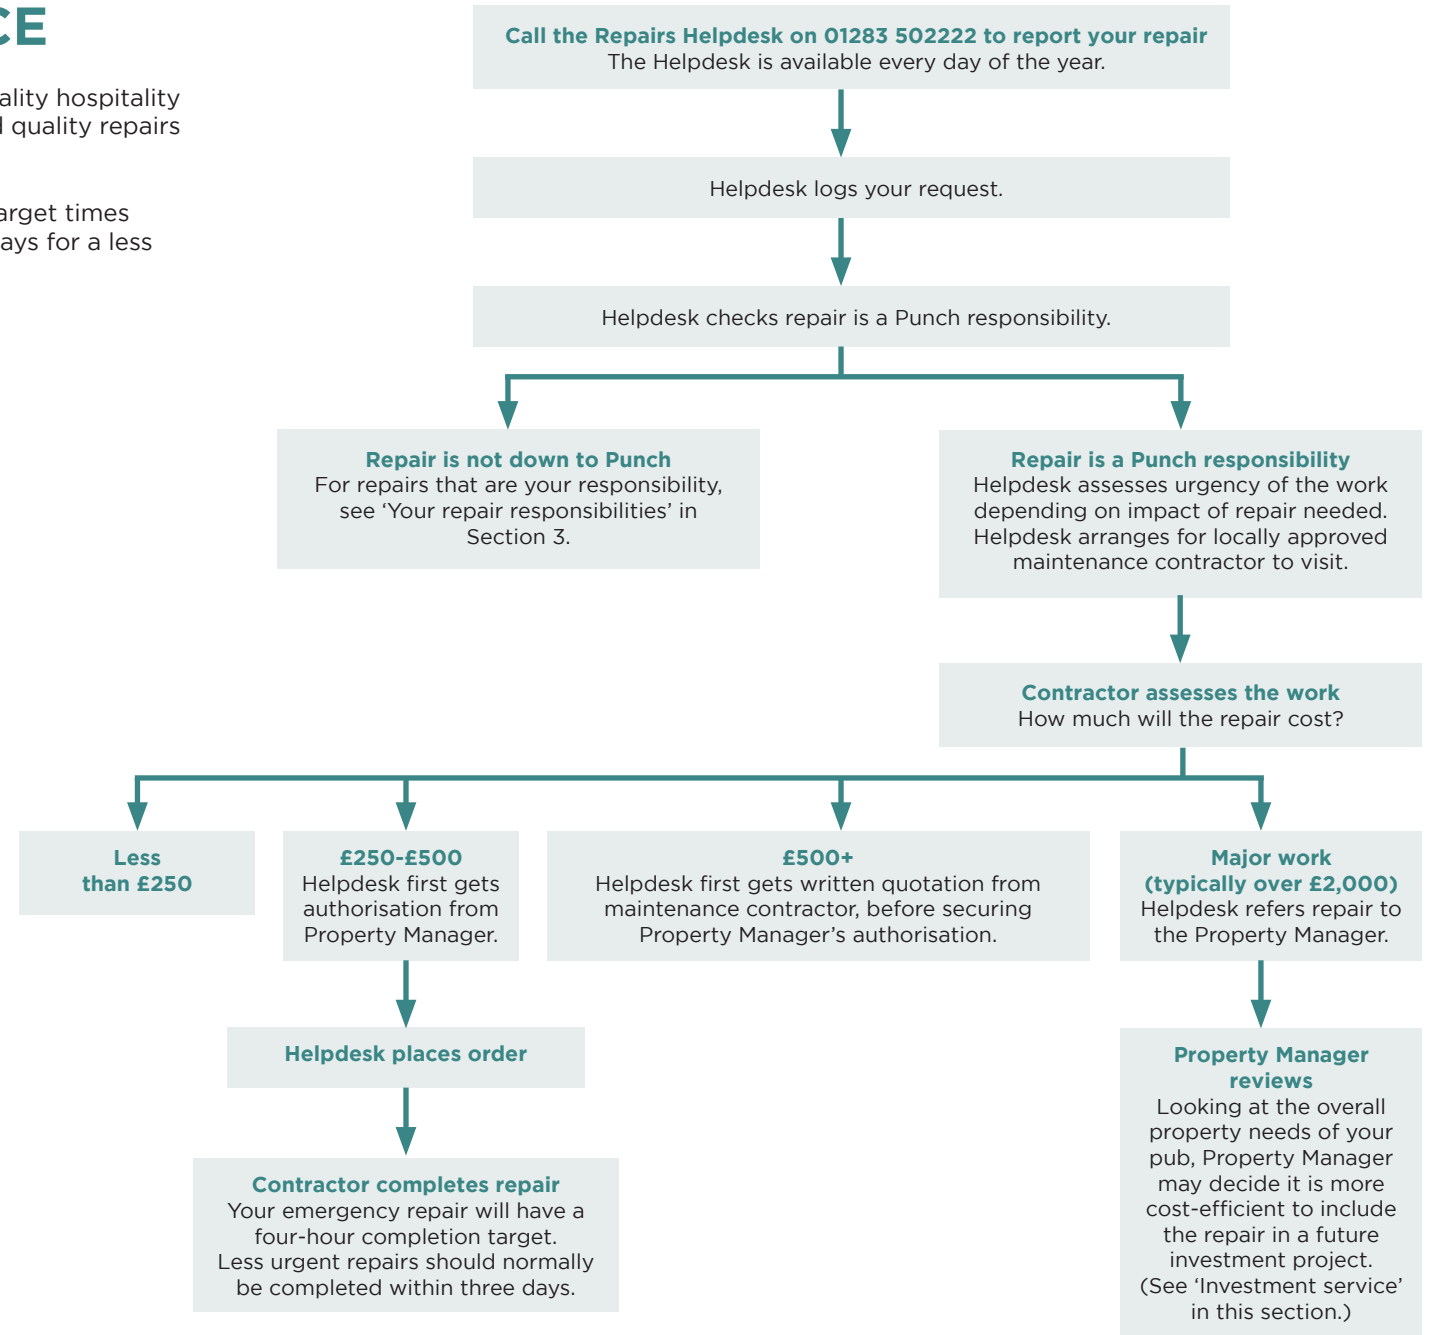 CE
ality hospitality
quality repairs
arget times
ays for a less
Call the Repairs Helpdesk on 01283 502222 to report your repair
The Helpdesk is available every day of the year.
Helpdesk logs your request.
Helpdesk checks repair is a Punch responsibility.
Repair is not down to Punch
For repairs that are your responsibility,
see ‘Your repair responsibilities’ in
Section 3.
Repair is a Punch responsibility
Helpdesk assesses urgency of the work
depending on impact of repair needed.
Helpdesk arranges for locally approved
maintenance contractor to visit.
Contractor assesses the work
How much will the repair cost?
Less
than £250
£250-£500
Helpdesk first gets
authorisation from
Property Manager.
£500+
Helpdesk first gets written quotation from
maintenance contractor, before securing
Property Manager’s authorisation.
Major work
(typically over £2,000)
Helpdesk refers repair to
the Property Manager.
Helpdesk places order
Contractor completes repair
Your emergency repair will have a
four-hour completion target.
Less urgent repairs should normally
be completed within three days.
Property Manager
reviews
Looking at the overall
property needs of your
pub, Property Manager
may decide it is more
cost-efficient to include
the repair in a future
investment project.
(See ‘Investment service’
in this section.)